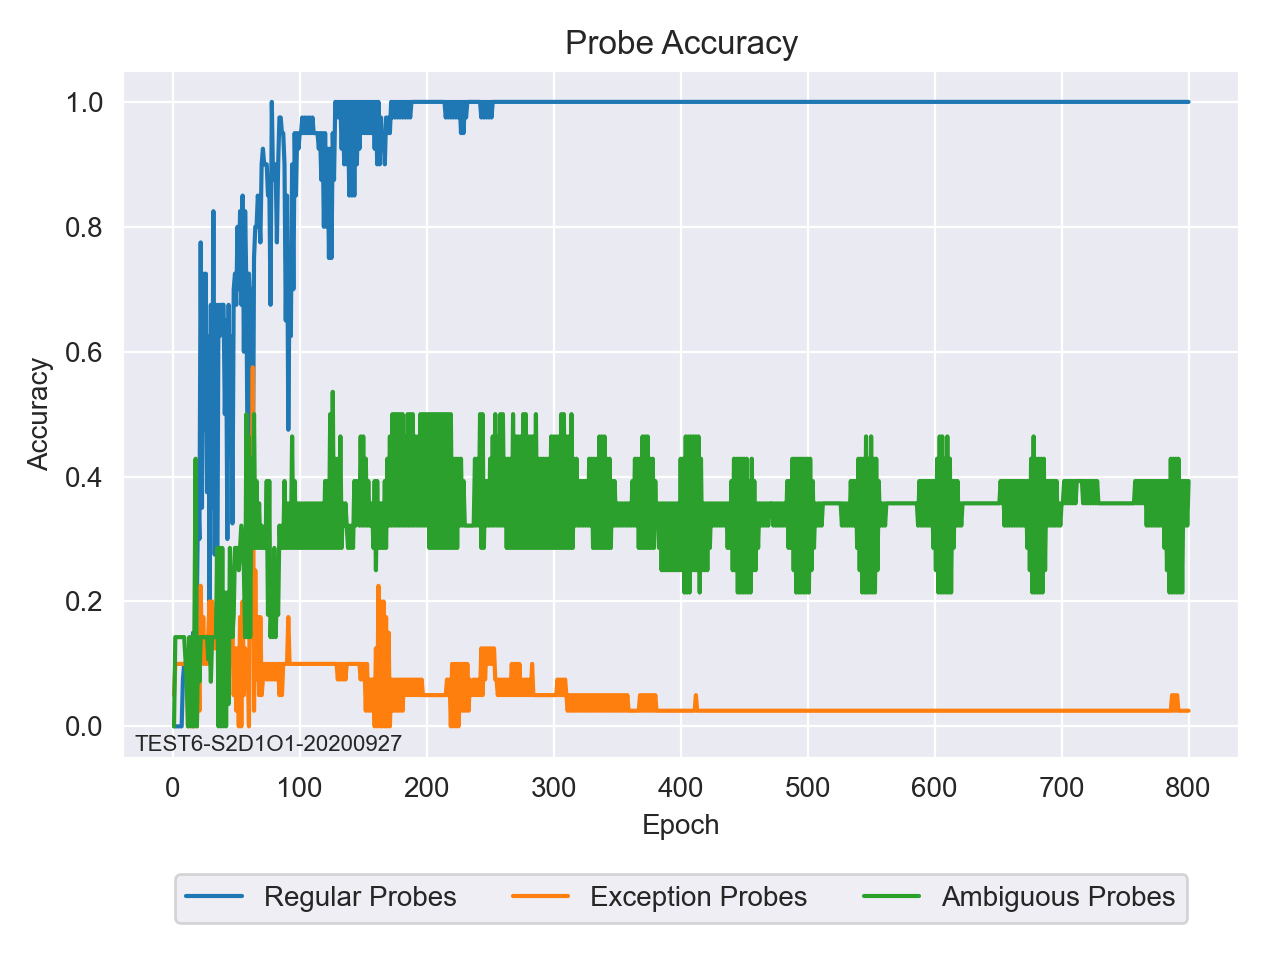 Probe Accuracy
1.0
0.8
0.6
0.4
0.2
0.0
Accuracy
TEST6-S2D1O1-20200927
0 100 200 300 400 500 600 700 800
Epoch
Regular Probes Exception Probes Ambiguous Probes